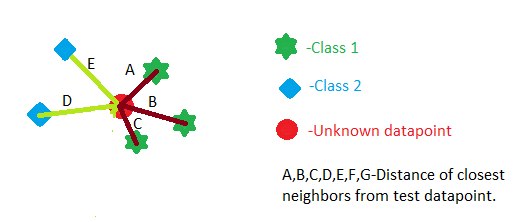 E
A
D
B
C
-Class 1
-Class 2
-Unknown datapoint
A,B,C,D,E,F,G-Distance of closest
neighbors from test datapoint.